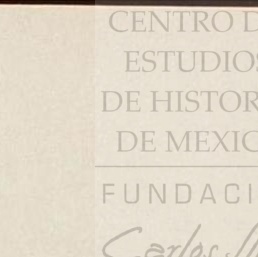 CENTRO D
ESTUDIOS
DE HISTOR
DE MEXIC
FUNDACI
Carlos